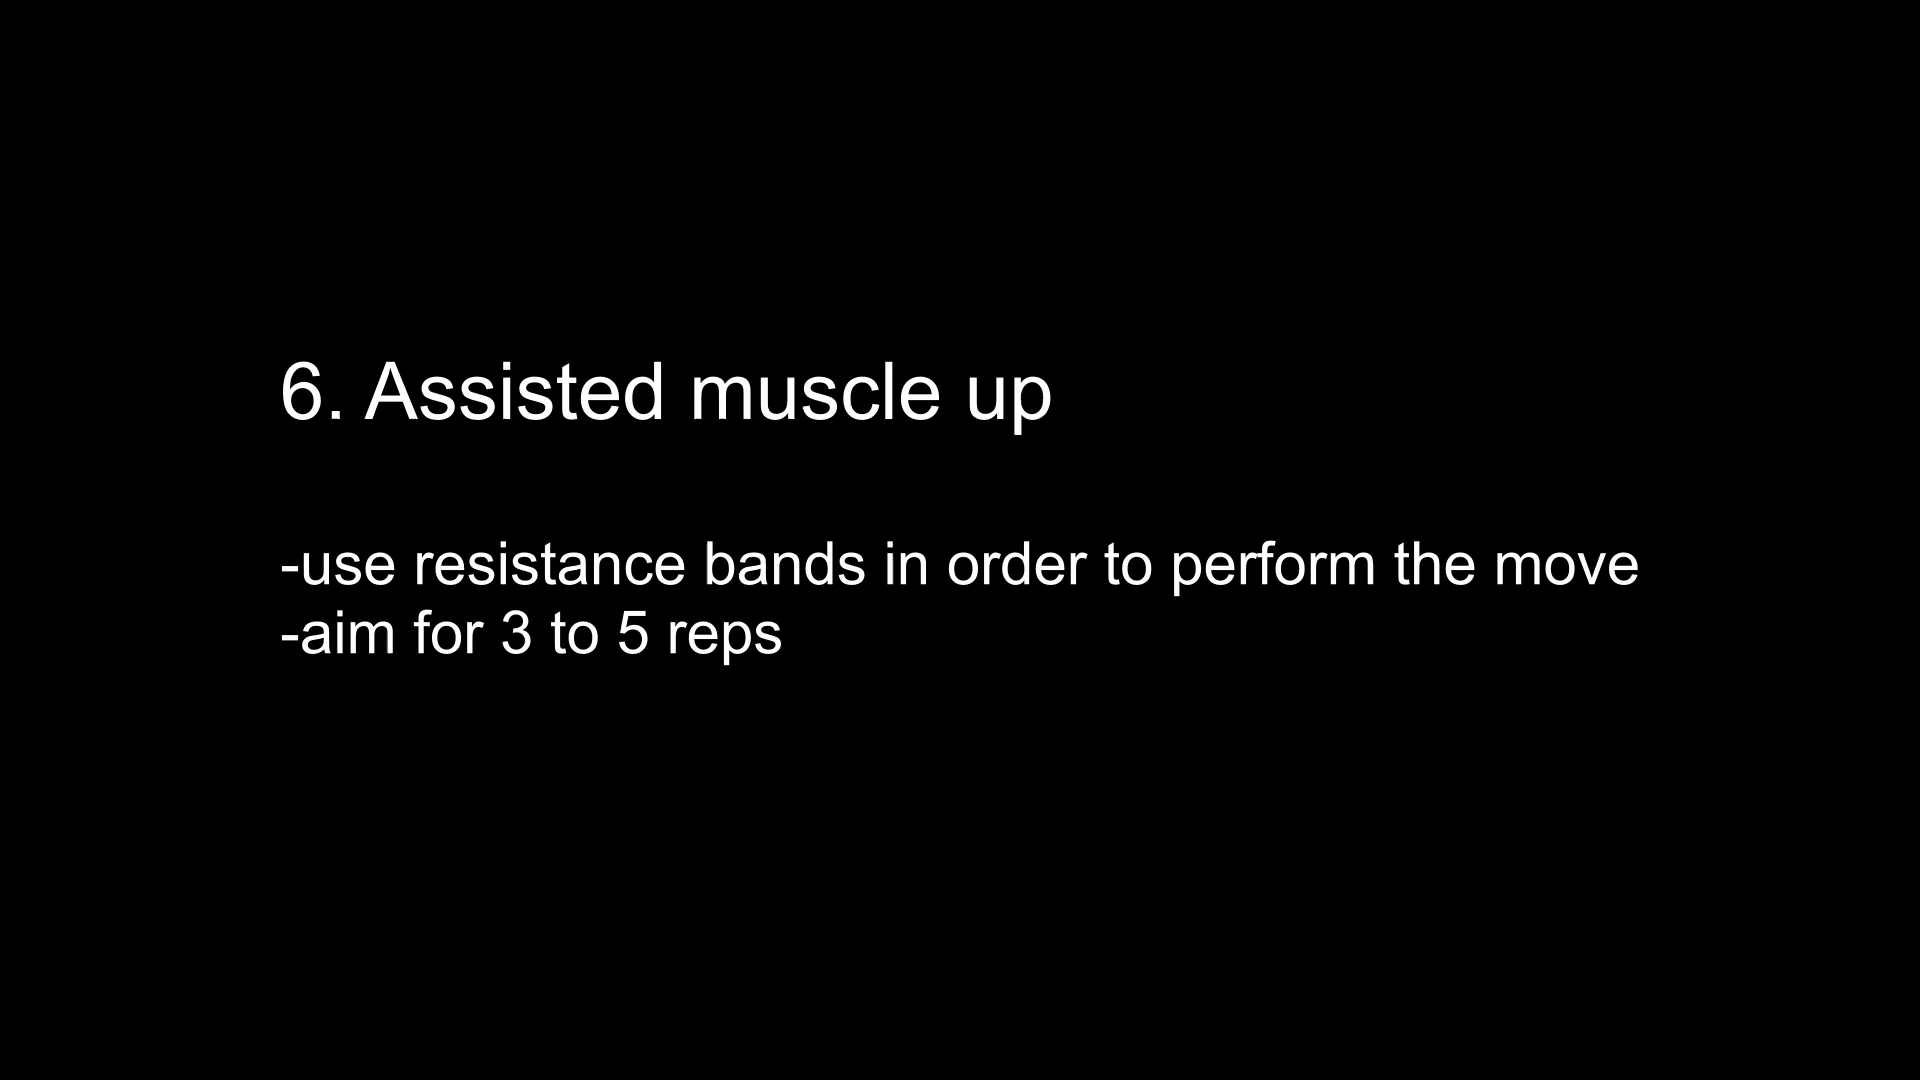 6. Assisted muscle up
-use resistance bands in order to perform the move
-aim for 3 to 5 reps